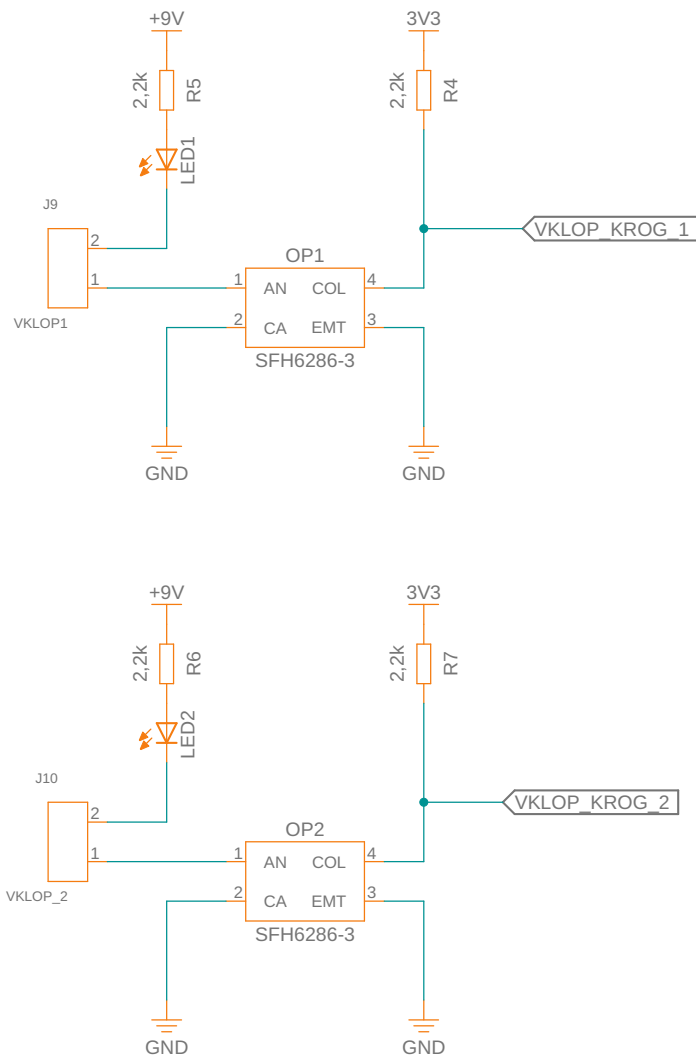 +9V
3V3
2,2k
R5
2,2k
R4
LED1
J9
2
1
VKLOP1
VKLOP_KROG_1
OP1
1
AN
COL
4
2
CA
EMT
3
SFH6286-3
GND
GND
+9V
3V3
2,2k
R6
2,2k
R7
LED2
J10
2
1
VKLOP_2
VKLOP_KROG_2
OP2
1
AN
COL
4
2
CA
EMT
3
SFH6286-3
GND
GND